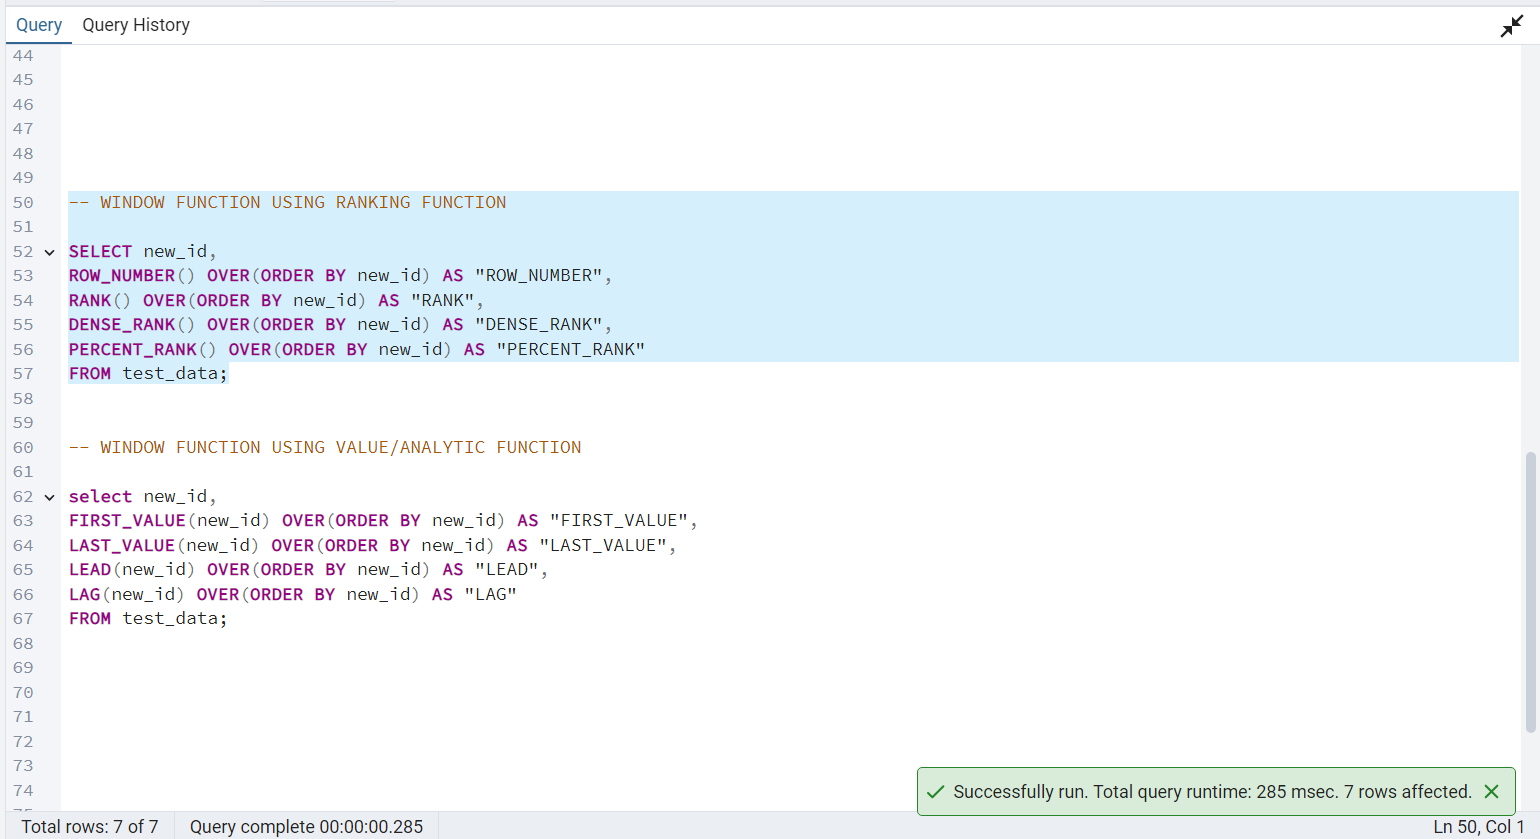 Query Query History
44
45
46
47
48
49
50 -- WINDOW FUNCTION USING RANKING FUNCTION
51
52 SELECT new_id,
53 ROW_NUMBER() OVER(ORDER BY new_id) AS "ROW_NUMBER",
54 RANK() OVER(ORDER BY new_id) AS "RANK",
55 DENSE_RANK() OVER(ORDER BY new_id) AS "DENSE_RANK",
56 PERCENT_RANK() OVER(ORDER BY new_id) AS "PERCENT_RANK"
57 FROM test_data;
58
59
60 -- WINDOW FUNCTION USING VALUE/ANALYTIC FUNCTION
61
62 select new_id,
63 FIRST_VALUE(new_id) OVER(ORDER BY new_id) AS "FIRST_VALUE",
64 LAST_VALUE(new_id) OVER(ORDER BY new_id) AS "LAST_VALUE",
65 LEAD(new_id) OVER(ORDER BY new_id) AS "LEAD",
66 LAG(new_id) OVER(ORDER BY new_id) AS "LAG"
67 FROM test_data;
68
69
70
71
72
73
74
Successfully run. Total query runtime: 285 msec. 7 rows affected.
Total rows: 7 of 7 Query complete 00:00:00.285 Ln 50, Col 1